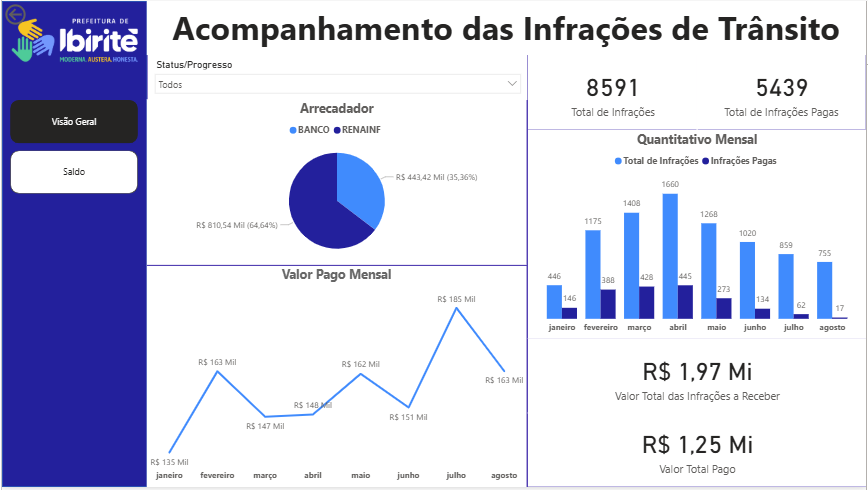 PREFEITURA DE
Ibirité
MODERNA. AUSTERA. HONESTA.
Visão Geral
Saldo
Acompanhamento das Infrações de Trânsito
Status/Progresso
Todos
Arrecadador
BANCO RENAINF
R$ 443,42 Mil (35,36%)
R$ 810,54 Mil (64,64%)
Valor Pago Mensal
R$ 185 Mil
R$ 163 Mil
R$ 162 Mil
R$ 163 Mil
R$ 148 Mil
R$ 151 Mil
R$ 147 Mil
R$ 135 Mil
janeiro fevereiro março abril maio junho julho agosto
8591 5439
Total de Infrações Total de Infrações Pagas
Quantitativo Mensal
Total de Infrações Infrações Pagas
1660
1408
1268
1175
1020
859
755
446
388 428 445
273
146 134
62
17
janeiro fevereiro março abril maio junho julho agosto
R$ 1,97 Mi
Valor Total das Infrações a Receber
R$ 1,25 Mi
Valor Total Pago